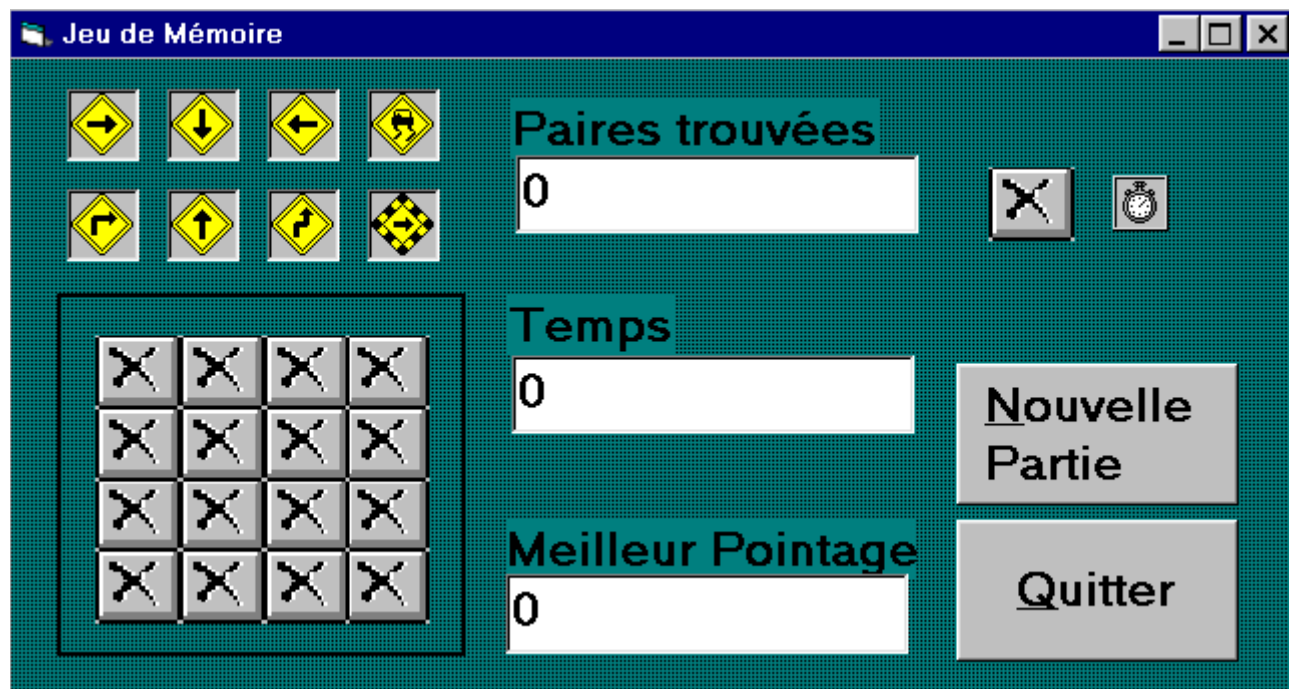 Jeu de Mémoire
Paires trouvées
0
Temps
0
Meilleur Pointage
0
Nouvelle
Partie
Quitter